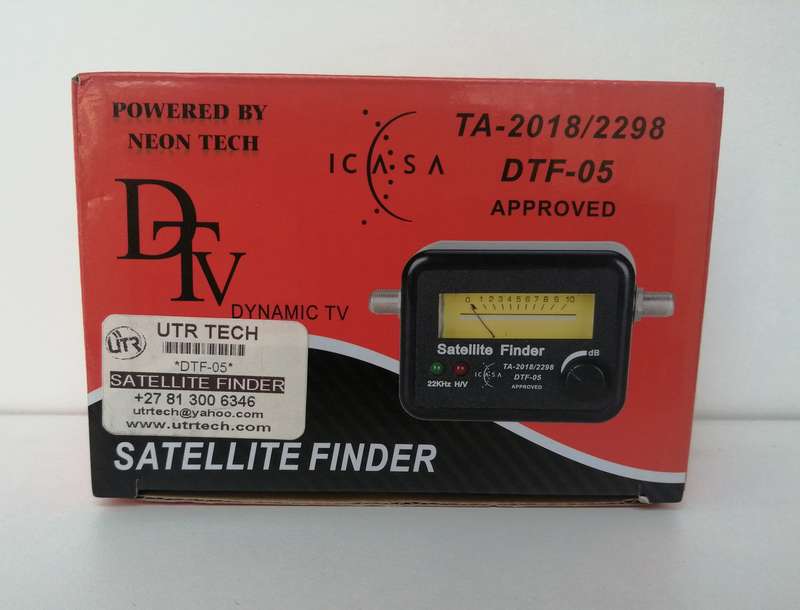 POWERED BY
NEON TECH
DTV
DYNAMIC TV
ICASA
TA-2018/2298
DTF-05
APPROVED
0 1 2 3 4 5 6 7 8 9 10
Satellite Finder
dB
22KHz H/V
ICASA
TA-2018/2298
DTF-05
APPROVED
UTR
UTR TECH
*DTF-05*
SATELLITE FINDER
+27 81 300 6346
utrtech@yahoo.com
www.utrtech.com
SATELLITE FINDER